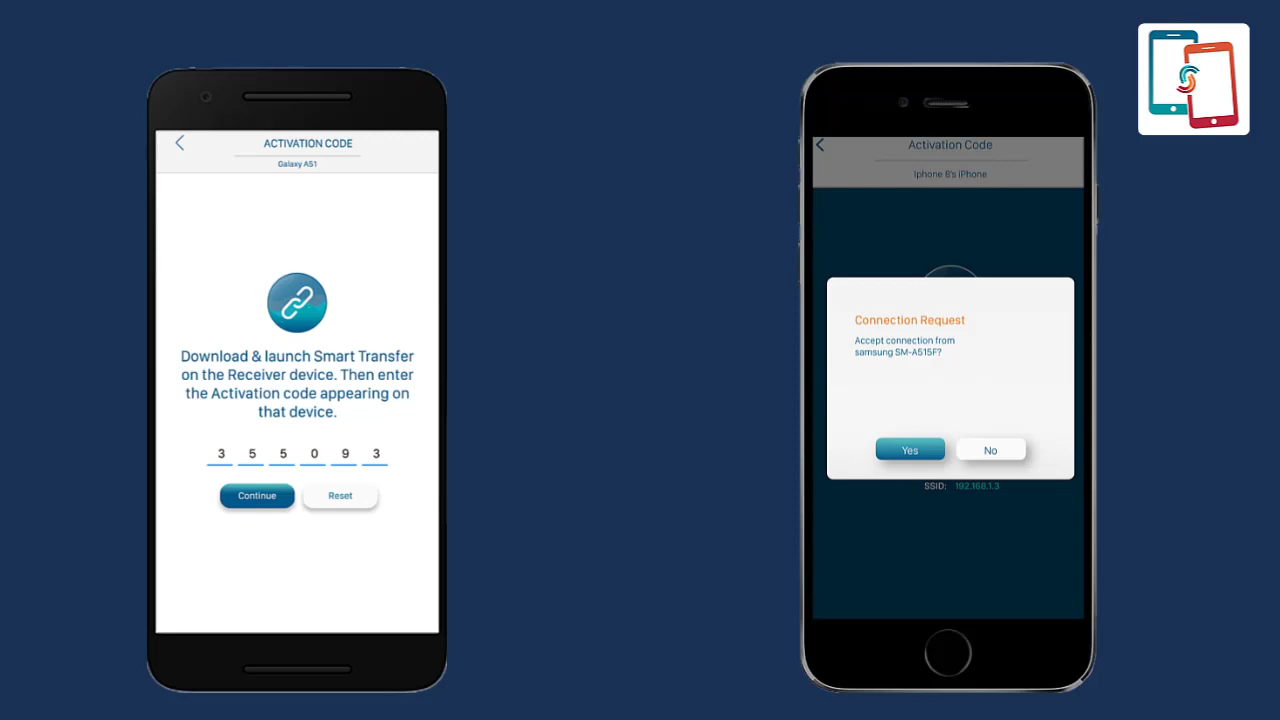 ACTIVATION CODE
Galaxy A51
Download & launch Smart Transfer
on the Receiver device. Then enter
the Activation code appearing on
that device.
3 5 5 0 9 3
Continue Reset
Activation Code
Iphone 8's iPhone
Connection Request
Accept connection from
samsung SM-A515F?
Yes No
SSID: 192.168.1.3